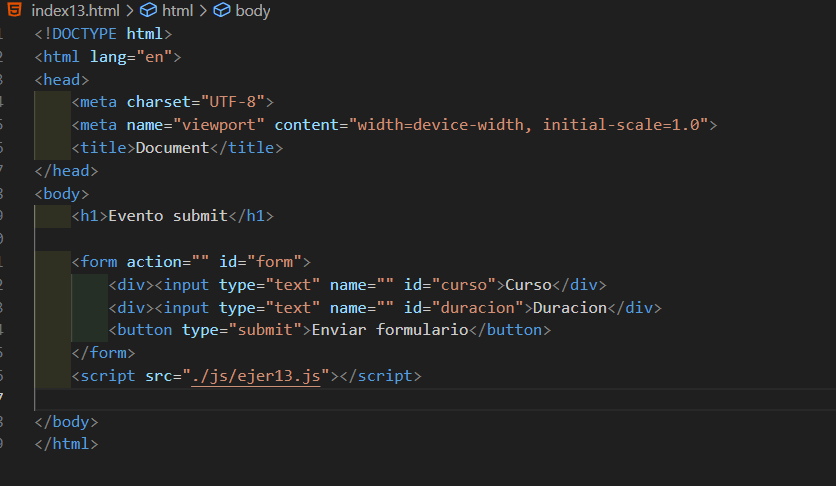 index13.html > html > body
<!DOCTYPE html>
<html lang="en">
<head>
    <meta charset="UTF-8">
    <meta name="viewport" content="width=device-width, initial-scale=1.0">
    <title>Document</title>
</head>
<body>
    <h1>Evento submit</h1>

    <form action="" id="form">
        <div><input type="text" name="" id="curso">Curso</div>
        <div><input type="text" name="" id="duracion">Duracion</div>
        <button type="submit">Enviar formulario</button>
    </form>
    <script src="./js/ejer13.js"></script>

</body>
</html>